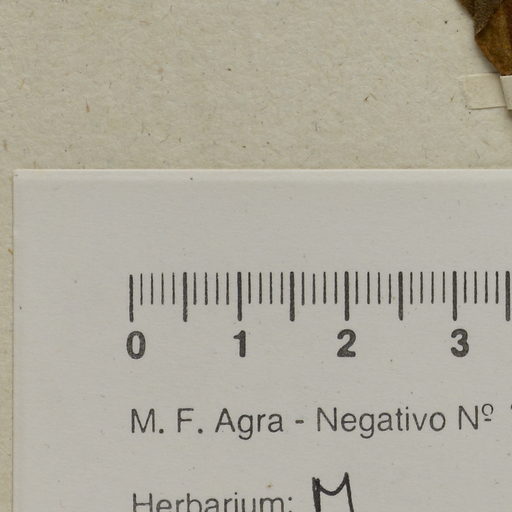 0 1 2 3
M. F. Agra - Negativo Nº
Herbarium: M